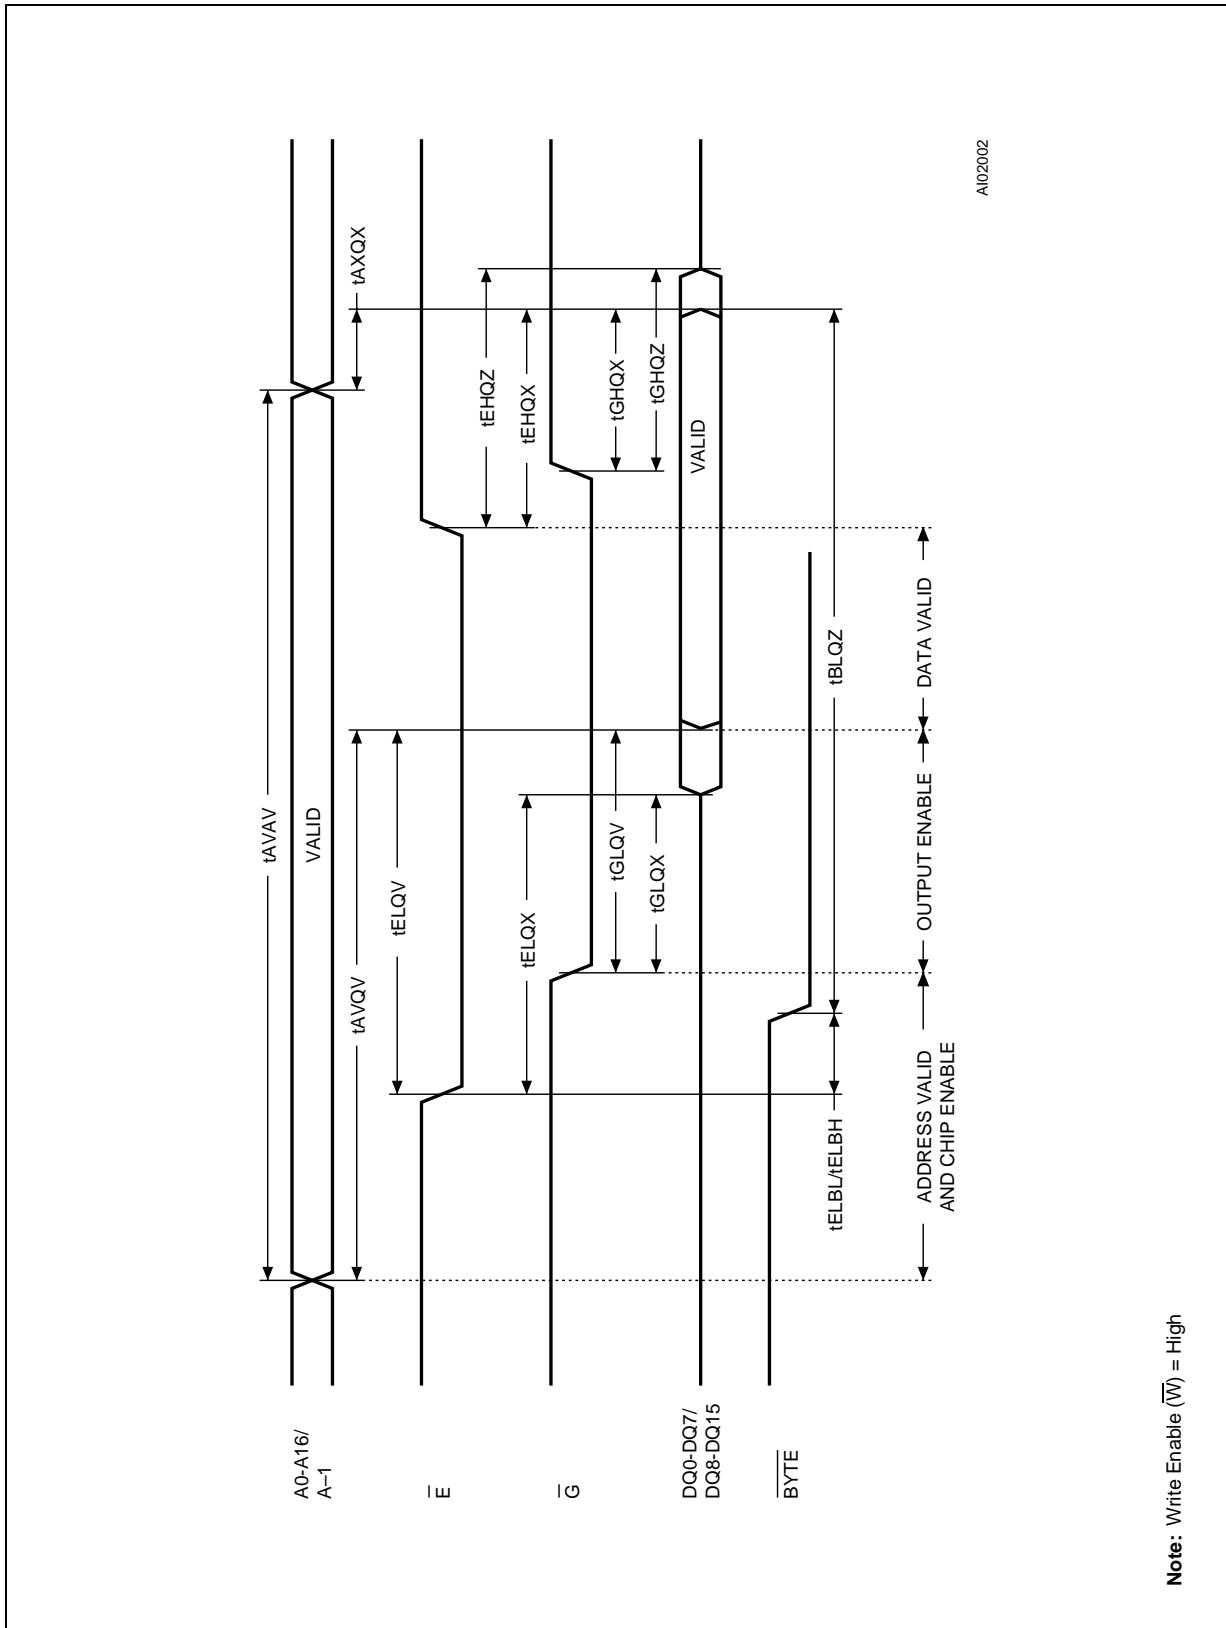 tAVAV
A0-A16/
A–1
VALID
tAVQV
tAXQX
tELQV
E
tEHQZ
tELQX
tEHQX
G
tGLQV
tGHQX
tGLQX
tGHQZ
DQ0-DQ7/
DQ8-DQ15
VALID
BYTE
tELBL/tELBH
tBLQZ
ADDRESS VALID
AND CHIP ENABLE
OUTPUT ENABLE
DATA VALID
AI02002
Note: Write Enable (W) = High